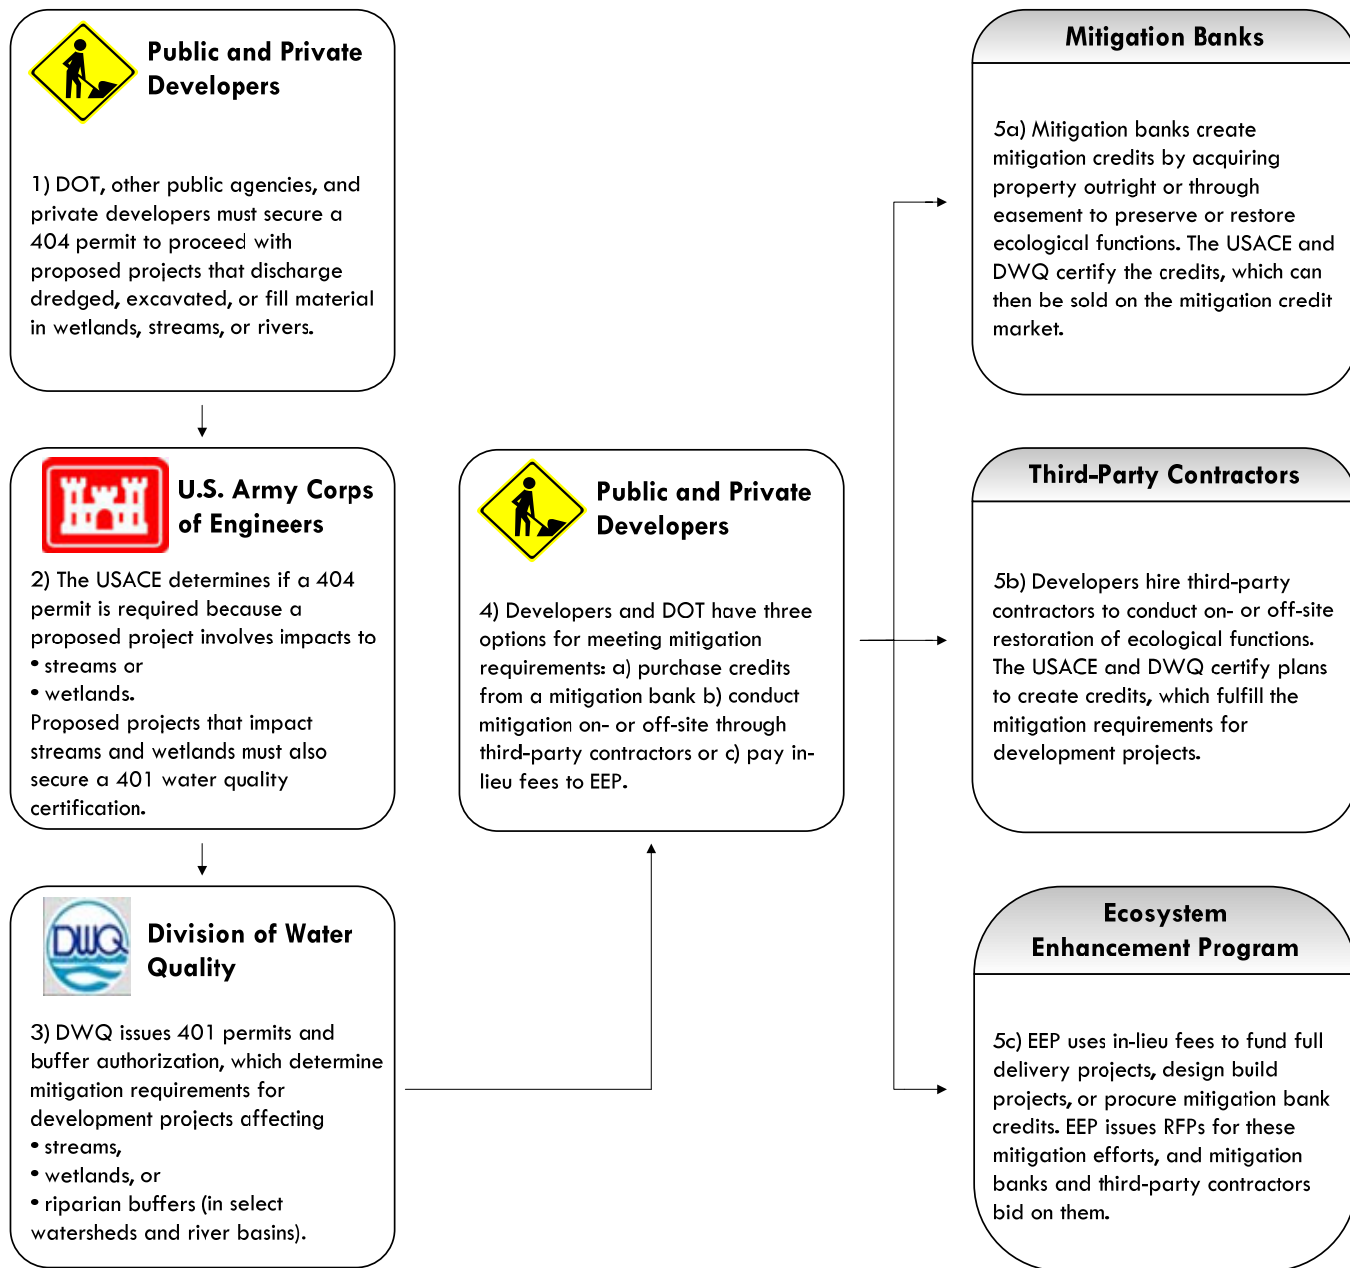 Public and Private
Developers
1) DOT, other public agencies, and
private developers must secure a
404 permit to proceed with
proposed projects that discharge
dredged, excavated, or fill material
in wetlands, streams, or rivers.
U.S. Army Corps
of Engineers
2) The USACE determines if a 404
permit is required because a
proposed project involves impacts to
• streams or
• wetlands.
Proposed projects that impact
streams and wetlands must also
secure a 401 water quality
certification.
DWQ
Division of Water
Quality
3) DWQ issues 401 permits and
buffer authorization, which determine
mitigation requirements for
development projects affecting
• streams,
• wetlands, or
• riparian buffers (in select
watersheds and river basins).
Public and Private
Developers
4) Developers and DOT have three
options for meeting mitigation
requirements: a) purchase credits
from a mitigation bank b) conduct
mitigation on- or off-site through
third-party contractors or c) pay in-
lieu fees to EEP.
Mitigation Banks
5a) Mitigation banks create
mitigation credits by acquiring
property outright or through
easement to preserve or restore
ecological functions. The USACE and
DWQ certify the credits, which can
then be sold on the mitigation credit
market.
Third-Party Contractors
5b) Developers hire third-party
contractors to conduct on- or off-site
restoration of ecological functions.
The USACE and DWQ certify plans
to create credits, which fulfill the
mitigation requirements for
development projects.
Ecosystem
Enhancement Program
5c) EEP uses in-lieu fees to fund full
delivery projects, design build
projects, or procure mitigation bank
credits. EEP issues RFPs for these
mitigation efforts, and mitigation
banks and third-party contractors
bid on them.